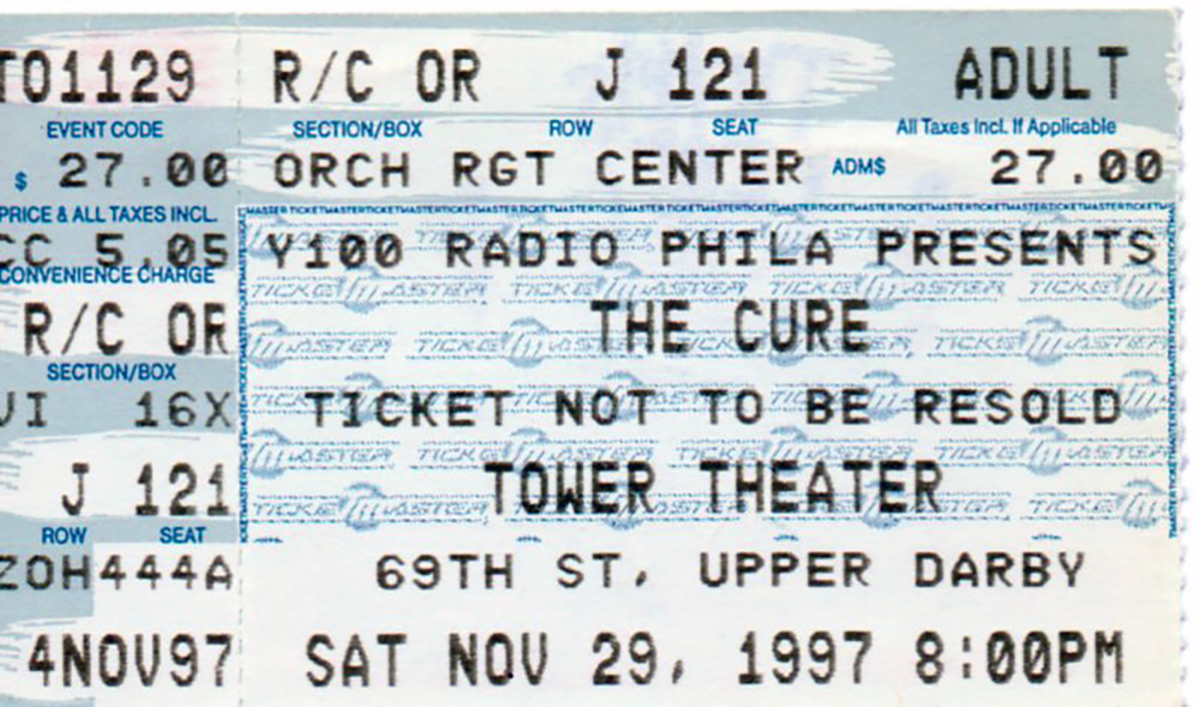 T01129 R/C OR J 121 ADULT
EVENT CODE SECTION/BOX ROW SEAT All Taxes Incl. If Applicable
$ 27.00 ORCH RGT CENTER ADM$ 27.00
PRICE & ALL TAXES INCL.
CC 5.05 Y100 RADIO PHILA PRESENTS
CONVENIENCE CHARGE
R/C OR THE CURE
SECTION/BOX
VI 16X TICKET NOT TO BE RESOLD
J 121 TOWER THEATER
ROW SEAT
ZOH444A 69TH ST, UPPER DARBY
4NOV97 SAT NOV 29, 1997 8:00PM